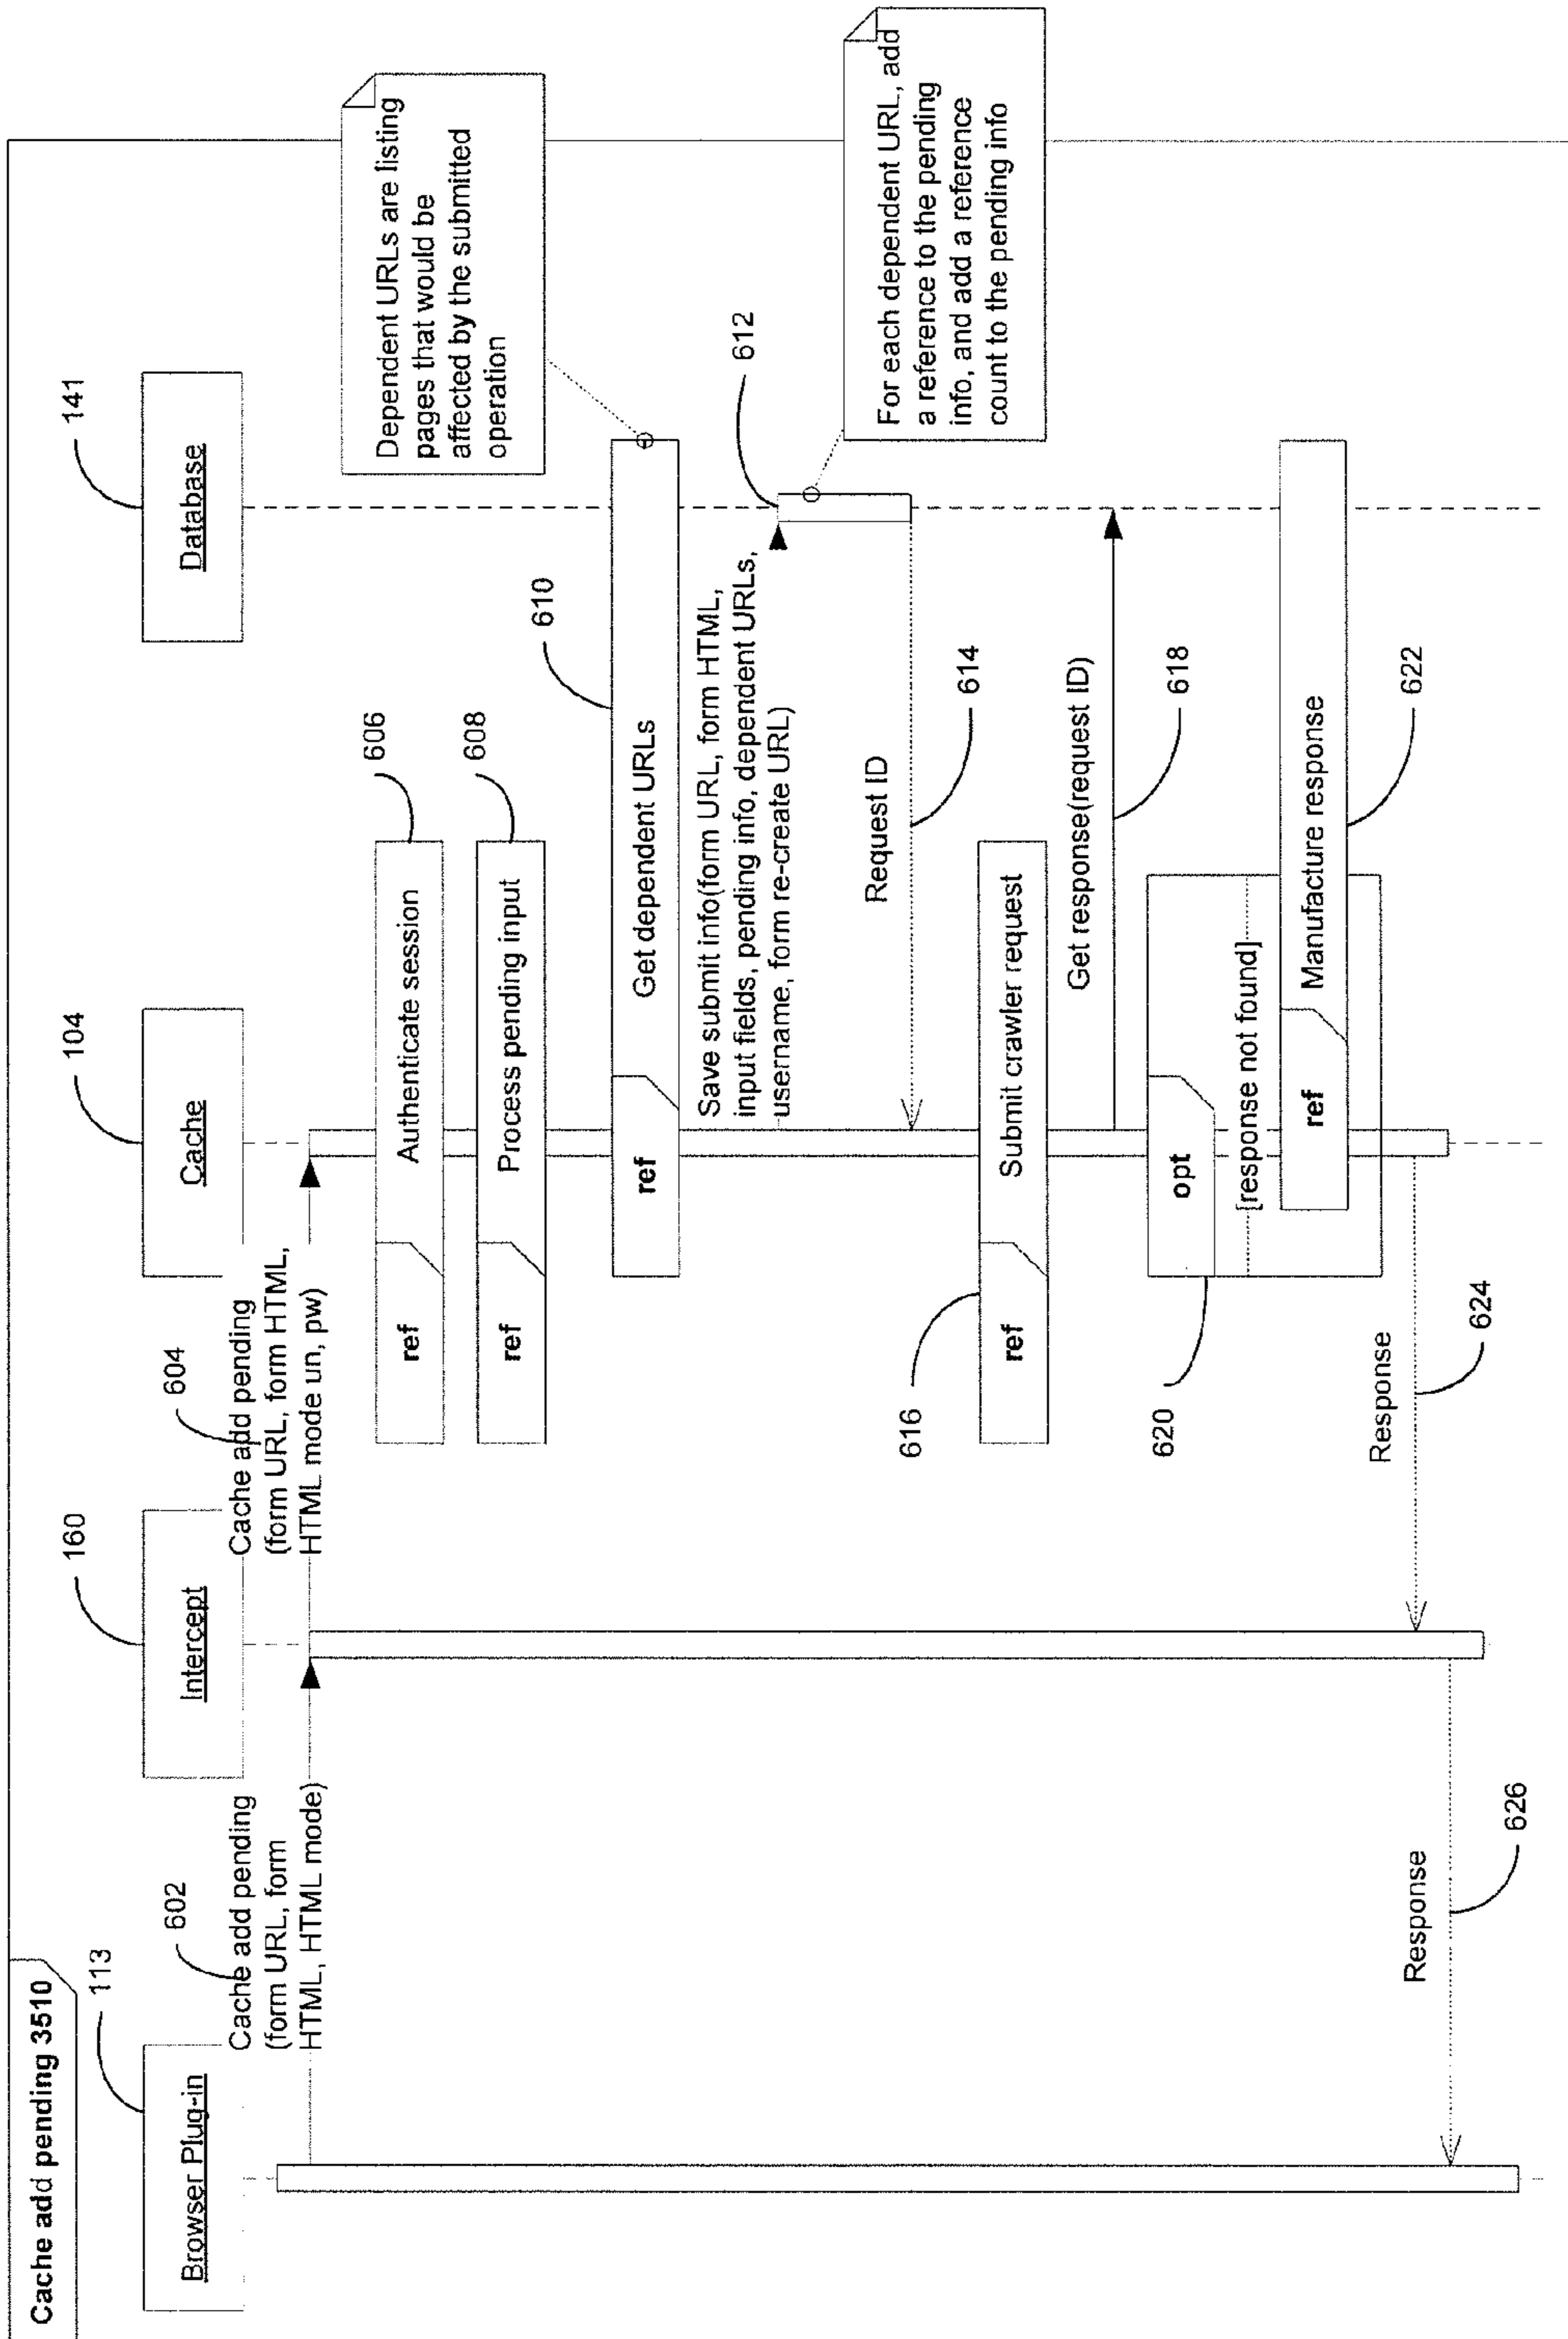 Cache add pending 3510
113
Browser Plug-in
160
Intercept
104
Cache
141
Database
602
Cache add pending
(form URL, form
HTML, HTML mode)
604
Cache add pending
(form URL, form HTML,
HTML mode un, pw)
606
ref
Authenticate session
608
ref
Process pending input
610
ref
Get dependent URLs
Dependent URLs are listing
pages that would be
affected by the submitted
operation
Save submit info(form URL, form HTML,
input fields, pending info, dependent URLs,
username, form re-create URL)
612
For each dependent URL, add
a reference to the pending
info, and add a reference
count to the pending info
Request ID
614
616
ref
Submit crawler request
Get response(request ID)
618
620
opt
[response not found]
ref
Manufacture response
622
Response
624
Response
626